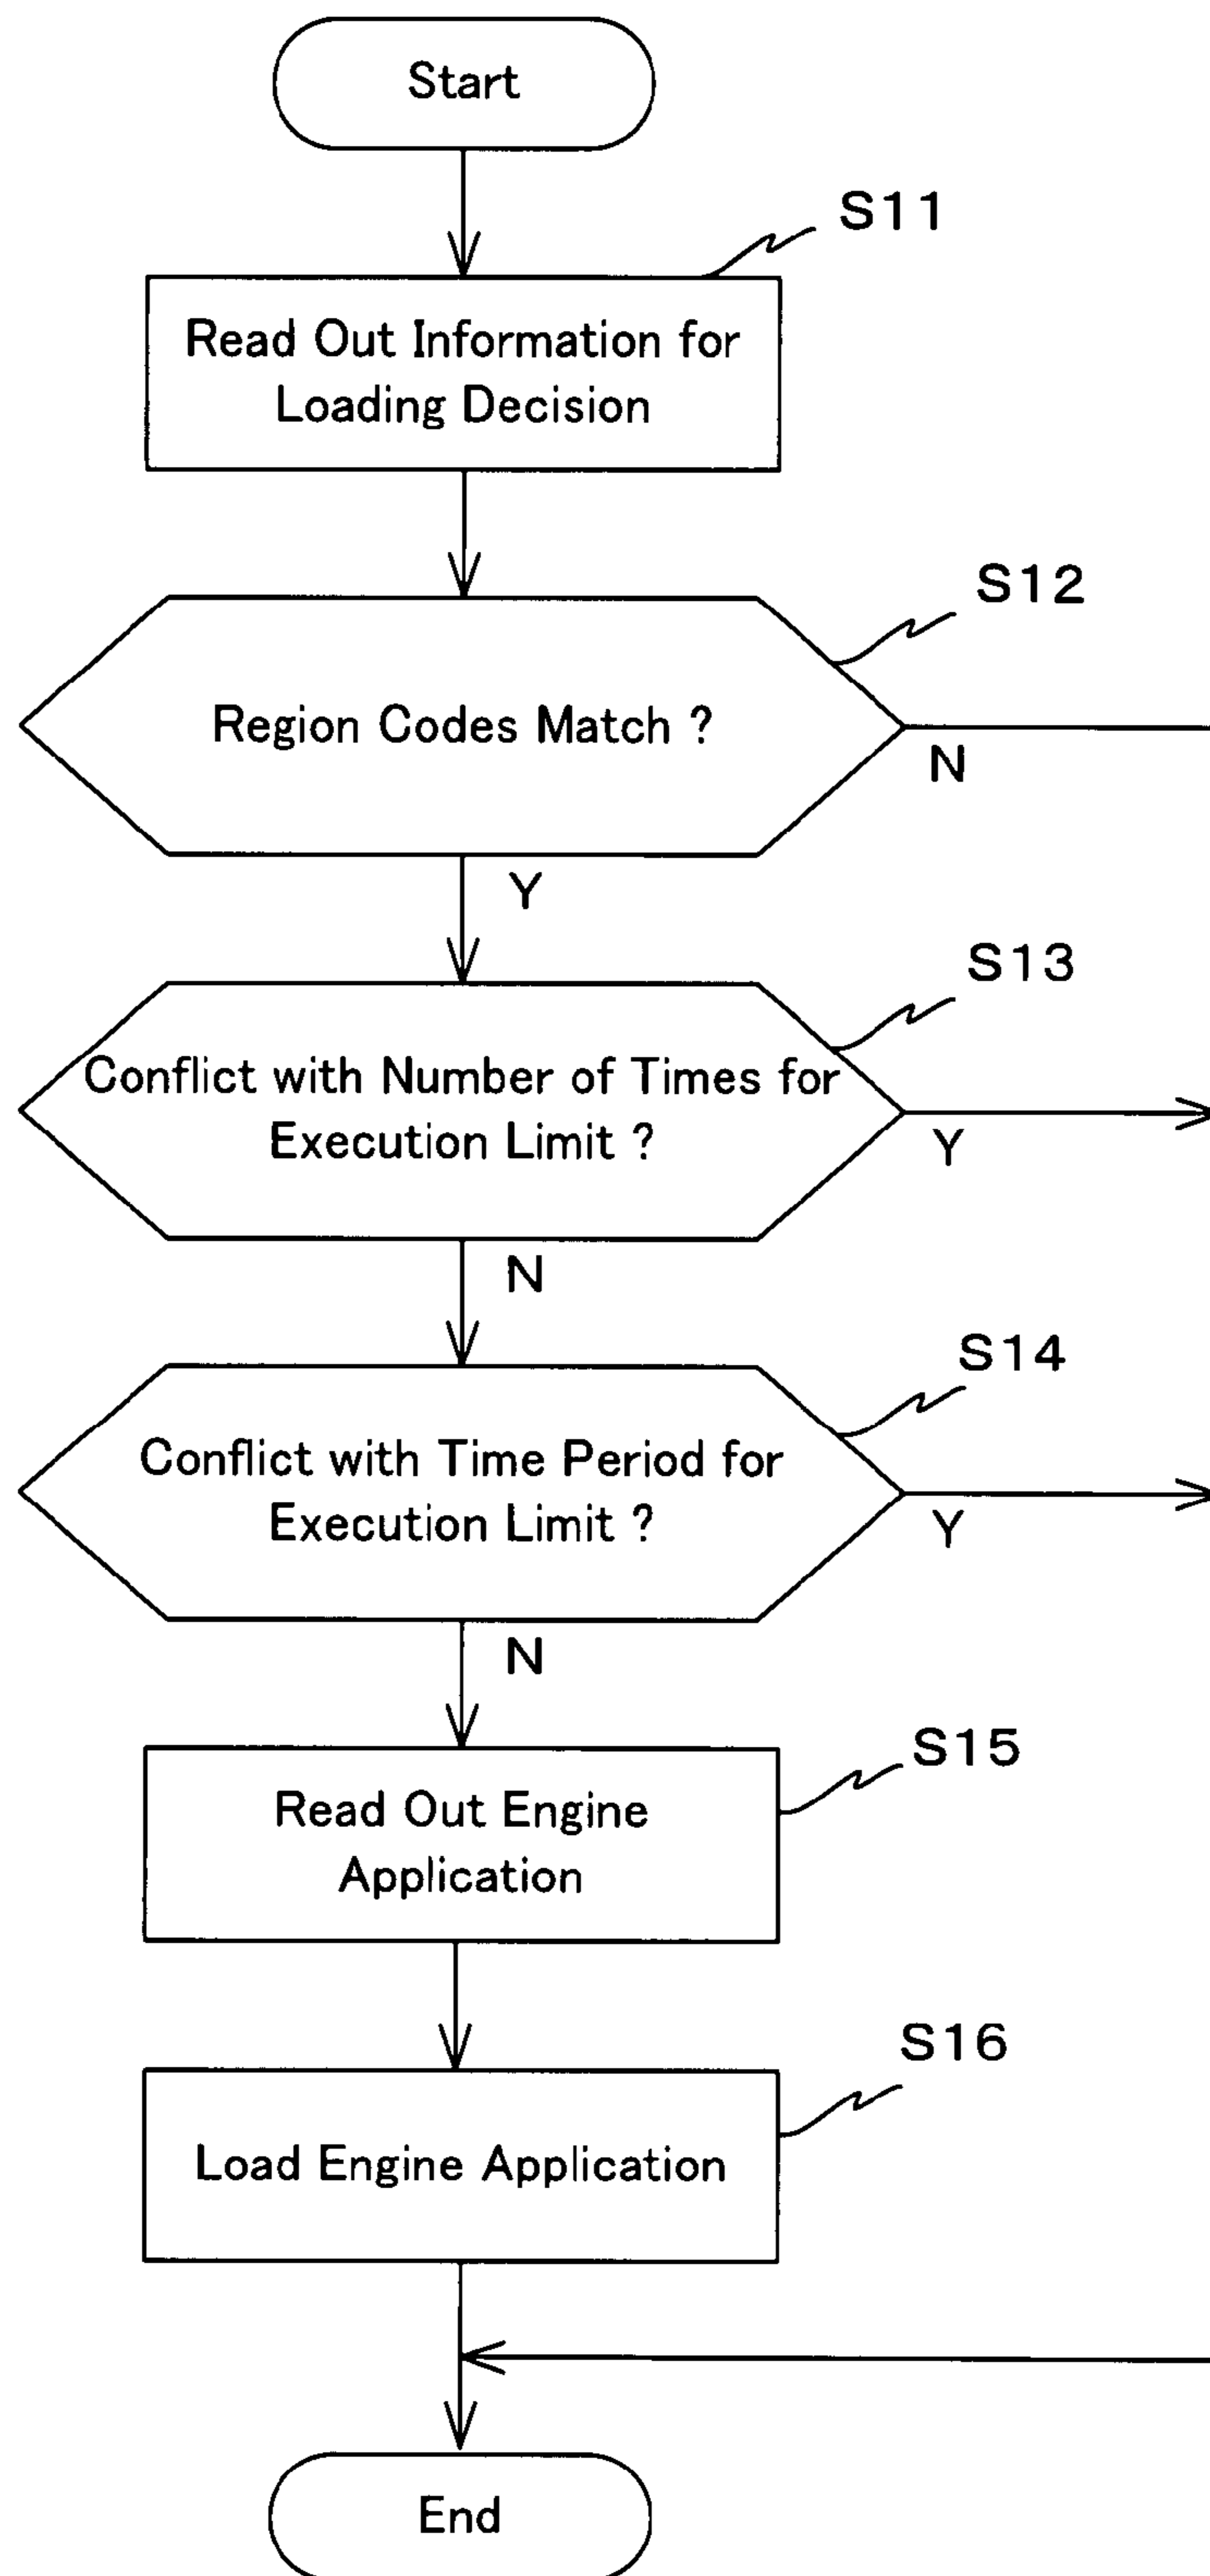 Start
S11
Read Out Information for
Loading Decision
S12
Region Codes Match ?
N
Y
S13
Conflict with Number of Times for
Execution Limit ?
Y
N
S14
Conflict with Time Period for
Execution Limit ?
Y
N
S15
Read Out Engine
Application
S16
Load Engine Application
End